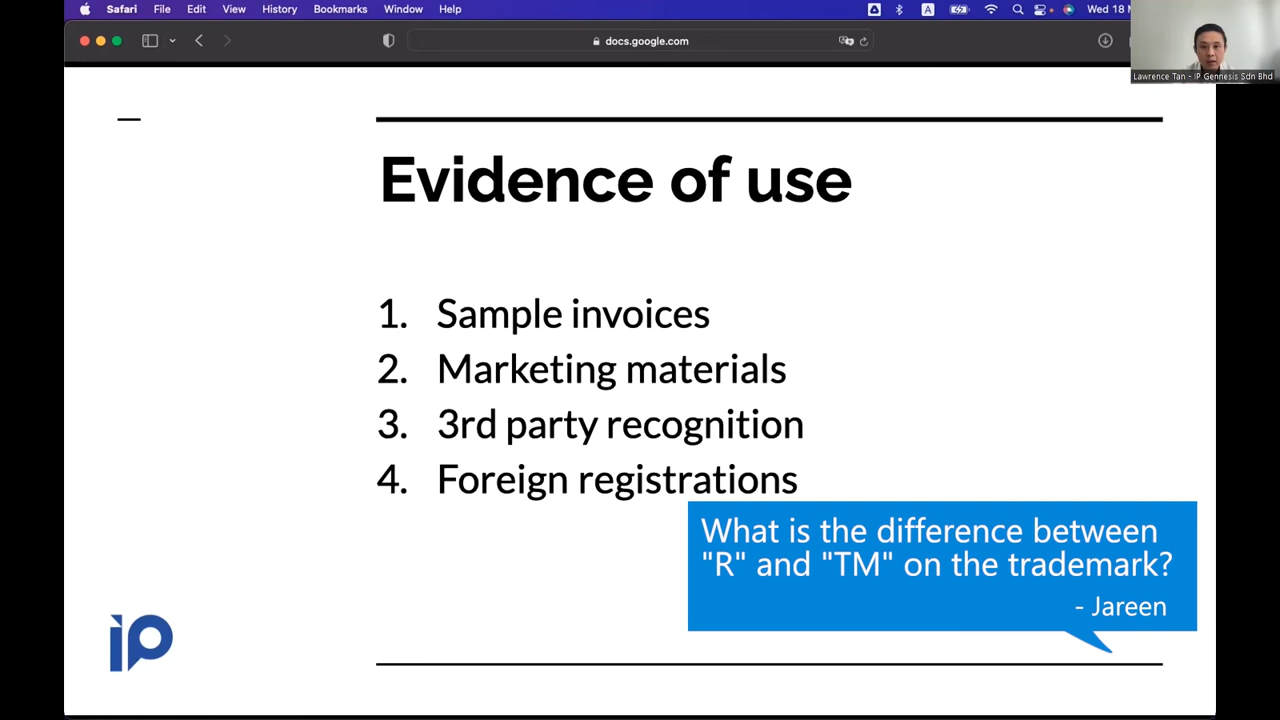 Safari File Edit View History Bookmarks Window Help A Wed 18 M
docs.google.com
Lawrence Tan - IP Gennesis Sdn Bhd
Evidence of use
1. Sample invoices
2. Marketing materials
3. 3rd party recognition
4. Foreign registrations
What is the difference between
"R" and "TM" on the trademark?
- Jareen
ip